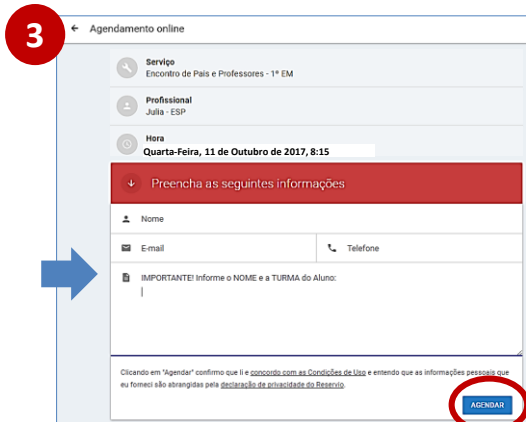 3
← Agendamento online
Serviço
Encontro de Pais e Professores - 1º EM
Profissional
Julia - ESP
Hora
Quarta-Feira, 11 de Outubro de 2017, 8:15
Preencha as seguintes informações
Nome
E-mail
Telefone
IMPORTANTE! Informe o NOME e a TURMA do Aluno:
Clicando em "Agendar" confirmo que li e concordo com as Condições de Uso e entendo que as informações pessoais que
eu forneci são abrangidas pela declaração de privacidade do Reservio.
AGENDAR